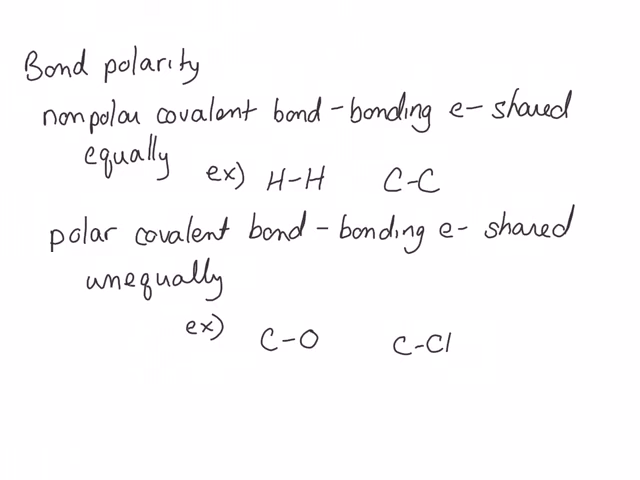 Bond polarity
nonpolar covalent bond - bonding e- shared
equally ex) H-H C-C
polar covalent bond - bonding e- shared
unequally
ex) C-O C-Cl